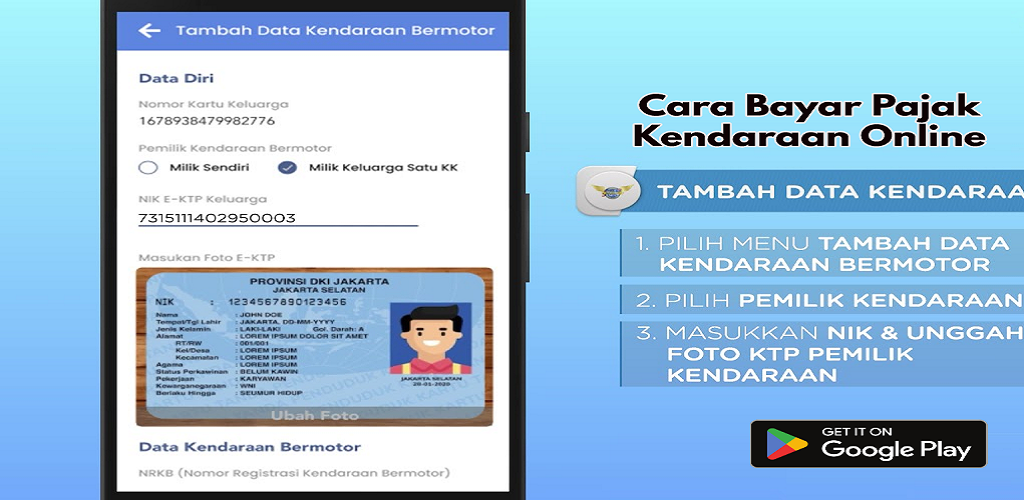 Tambah Data Kendaraan Bermotor
Data Diri
Nomor Kartu Keluarga
1678938479982776
Pemilik Kendaraan Bermotor
Milik Sendiri
Milik Keluarga Satu KK
NIK E-KTP Keluarga
7315111402950003
Masukan Foto E-KTP
PROVINSI DKI JAKARTA
JAKARTA SELATAN
NIK : 1234567890123456
Nama : JOHN DOE
Tempat/Tgl Lahir : JAKARTA, DD-MM-YYYY
Jenis Kelamin : LAKI-LAKI Gol. Darah: A
Alamat : LOREM IPSUM DOLOR SIT AMET
RT/RW : 001/001
Kel/Desa : LOREM IPSUM
Kecamatan : LOREM IPSUM
Agama : LOREM IPSUM
Status Perkawinan : BELUM KAWIN
Pekerjaan : KARYAWAN
Kewarganegaraan : WNI
Berlaku Hingga : SEUMUR HIDUP
JAKARTA SELATAN
20-01-2020
Ubah Foto
Data Kendaraan Bermotor
NRKB (Nomor Registrasi Kendaraan Bermotor)
Cara Bayar Pajak
Kendaraan Online
TAMBAH DATA KENDARAA
1. PILIH MENU TAMBAH DATA
KENDARAAN BERMOTOR
2. PILIH PEMILIK KENDARAAN
3. MASUKKAN NIK & UNGGAH
FOTO KTP PEMILIK
KENDARAAN
GET IT ON
Google Play